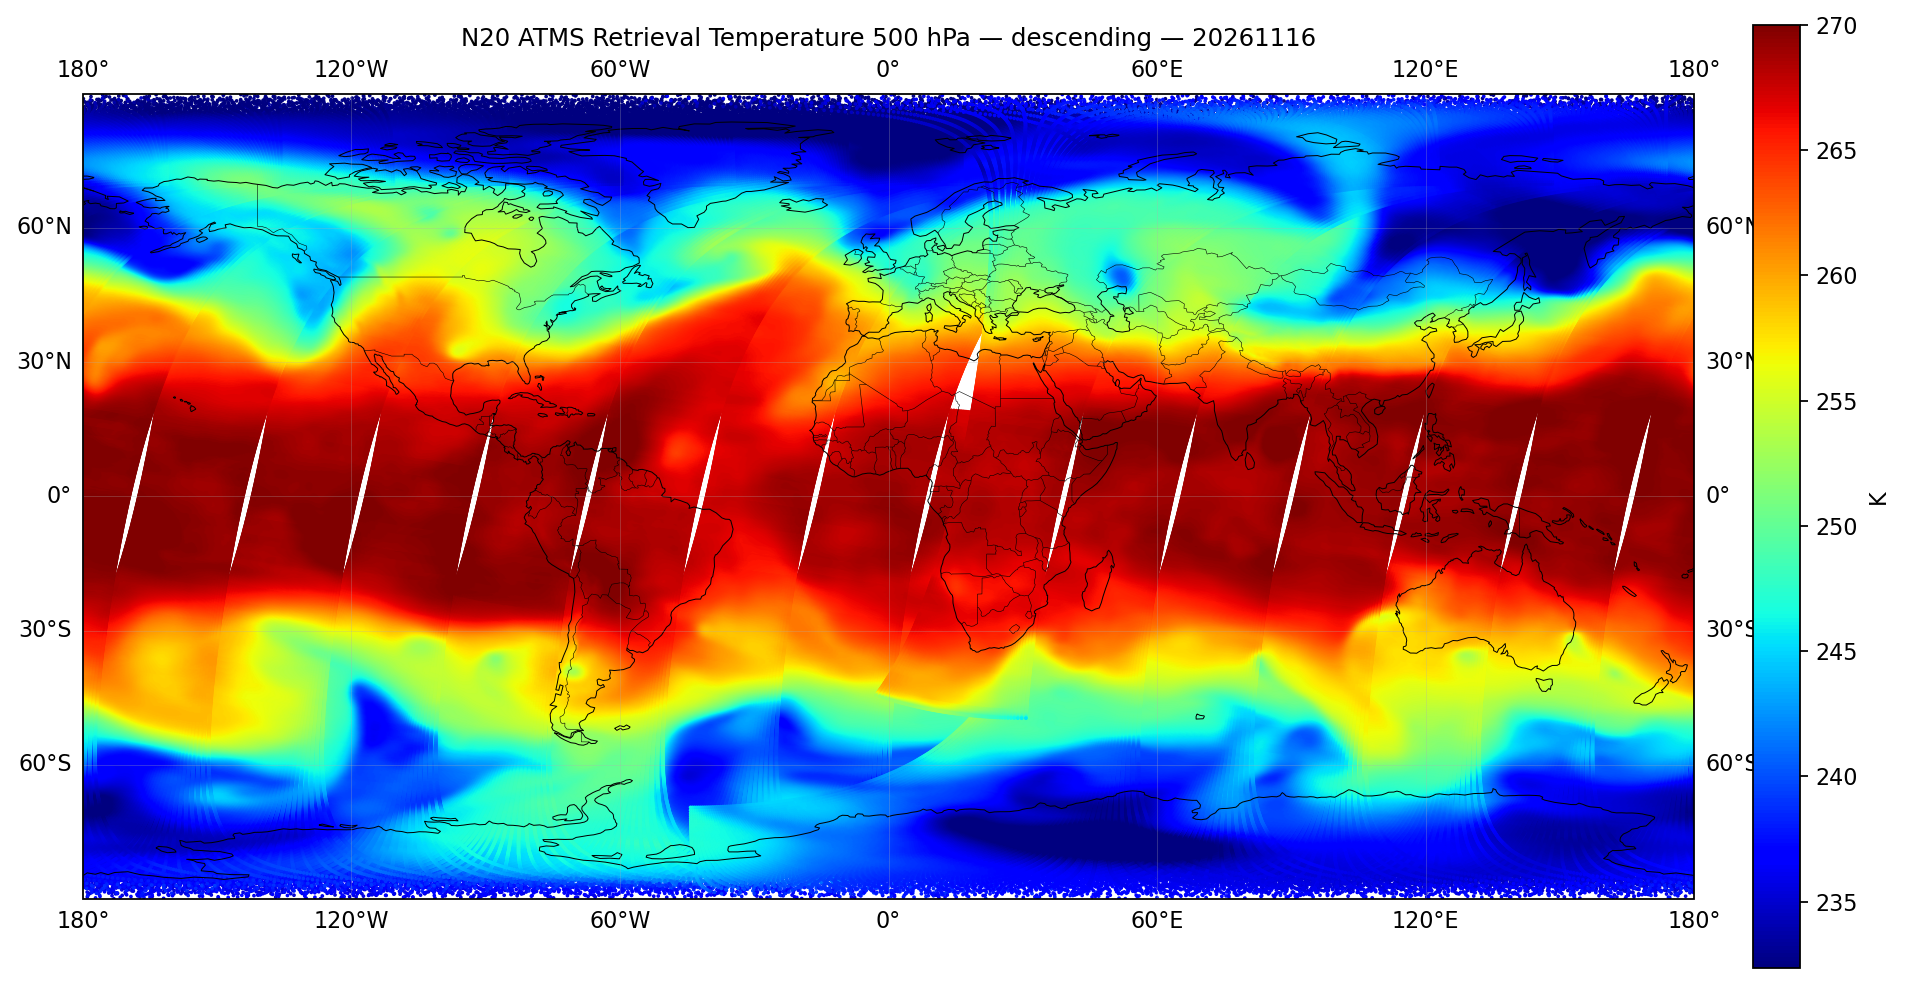 N20 ATMS Retrieval Temperature 500 hPa — descending — 20261116
180° 120°W 60°W 0° 60°E 120°E 180°
60°N 60°N
30°N 30°N
0° 0°
30°S 30°S
60°S 60°S
180° 120°W 60°W 0° 60°E 120°E 180°
270
265
260
255
250
245
240
235
K